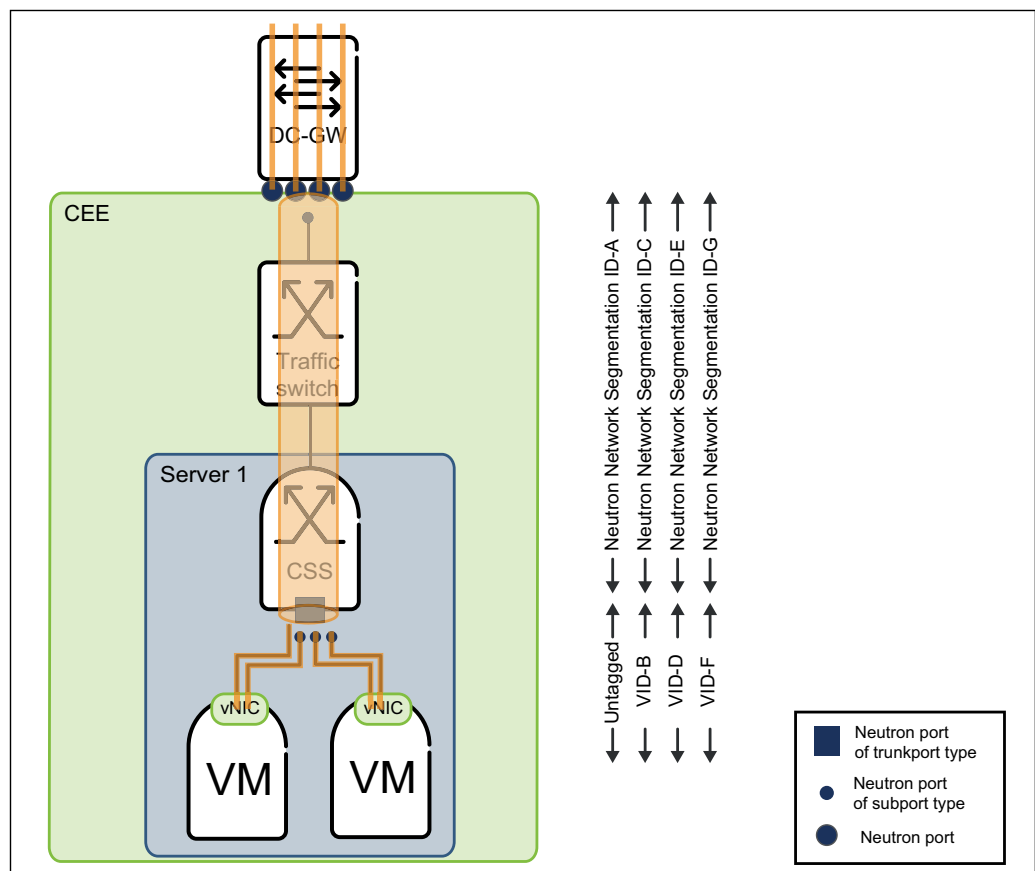 DC-GW
CEE
Traffic
switch
Server 1
CSS
vNIC
vNIC
VM
VM
Neutron Network Segmentation ID-A
Neutron Network Segmentation ID-C
Neutron Network Segmentation ID-E
Neutron Network Segmentation ID-G
Untagged
VID-B
VID-D
VID-F
Neutron port
of trunkport type
Neutron port
of subport type
Neutron port